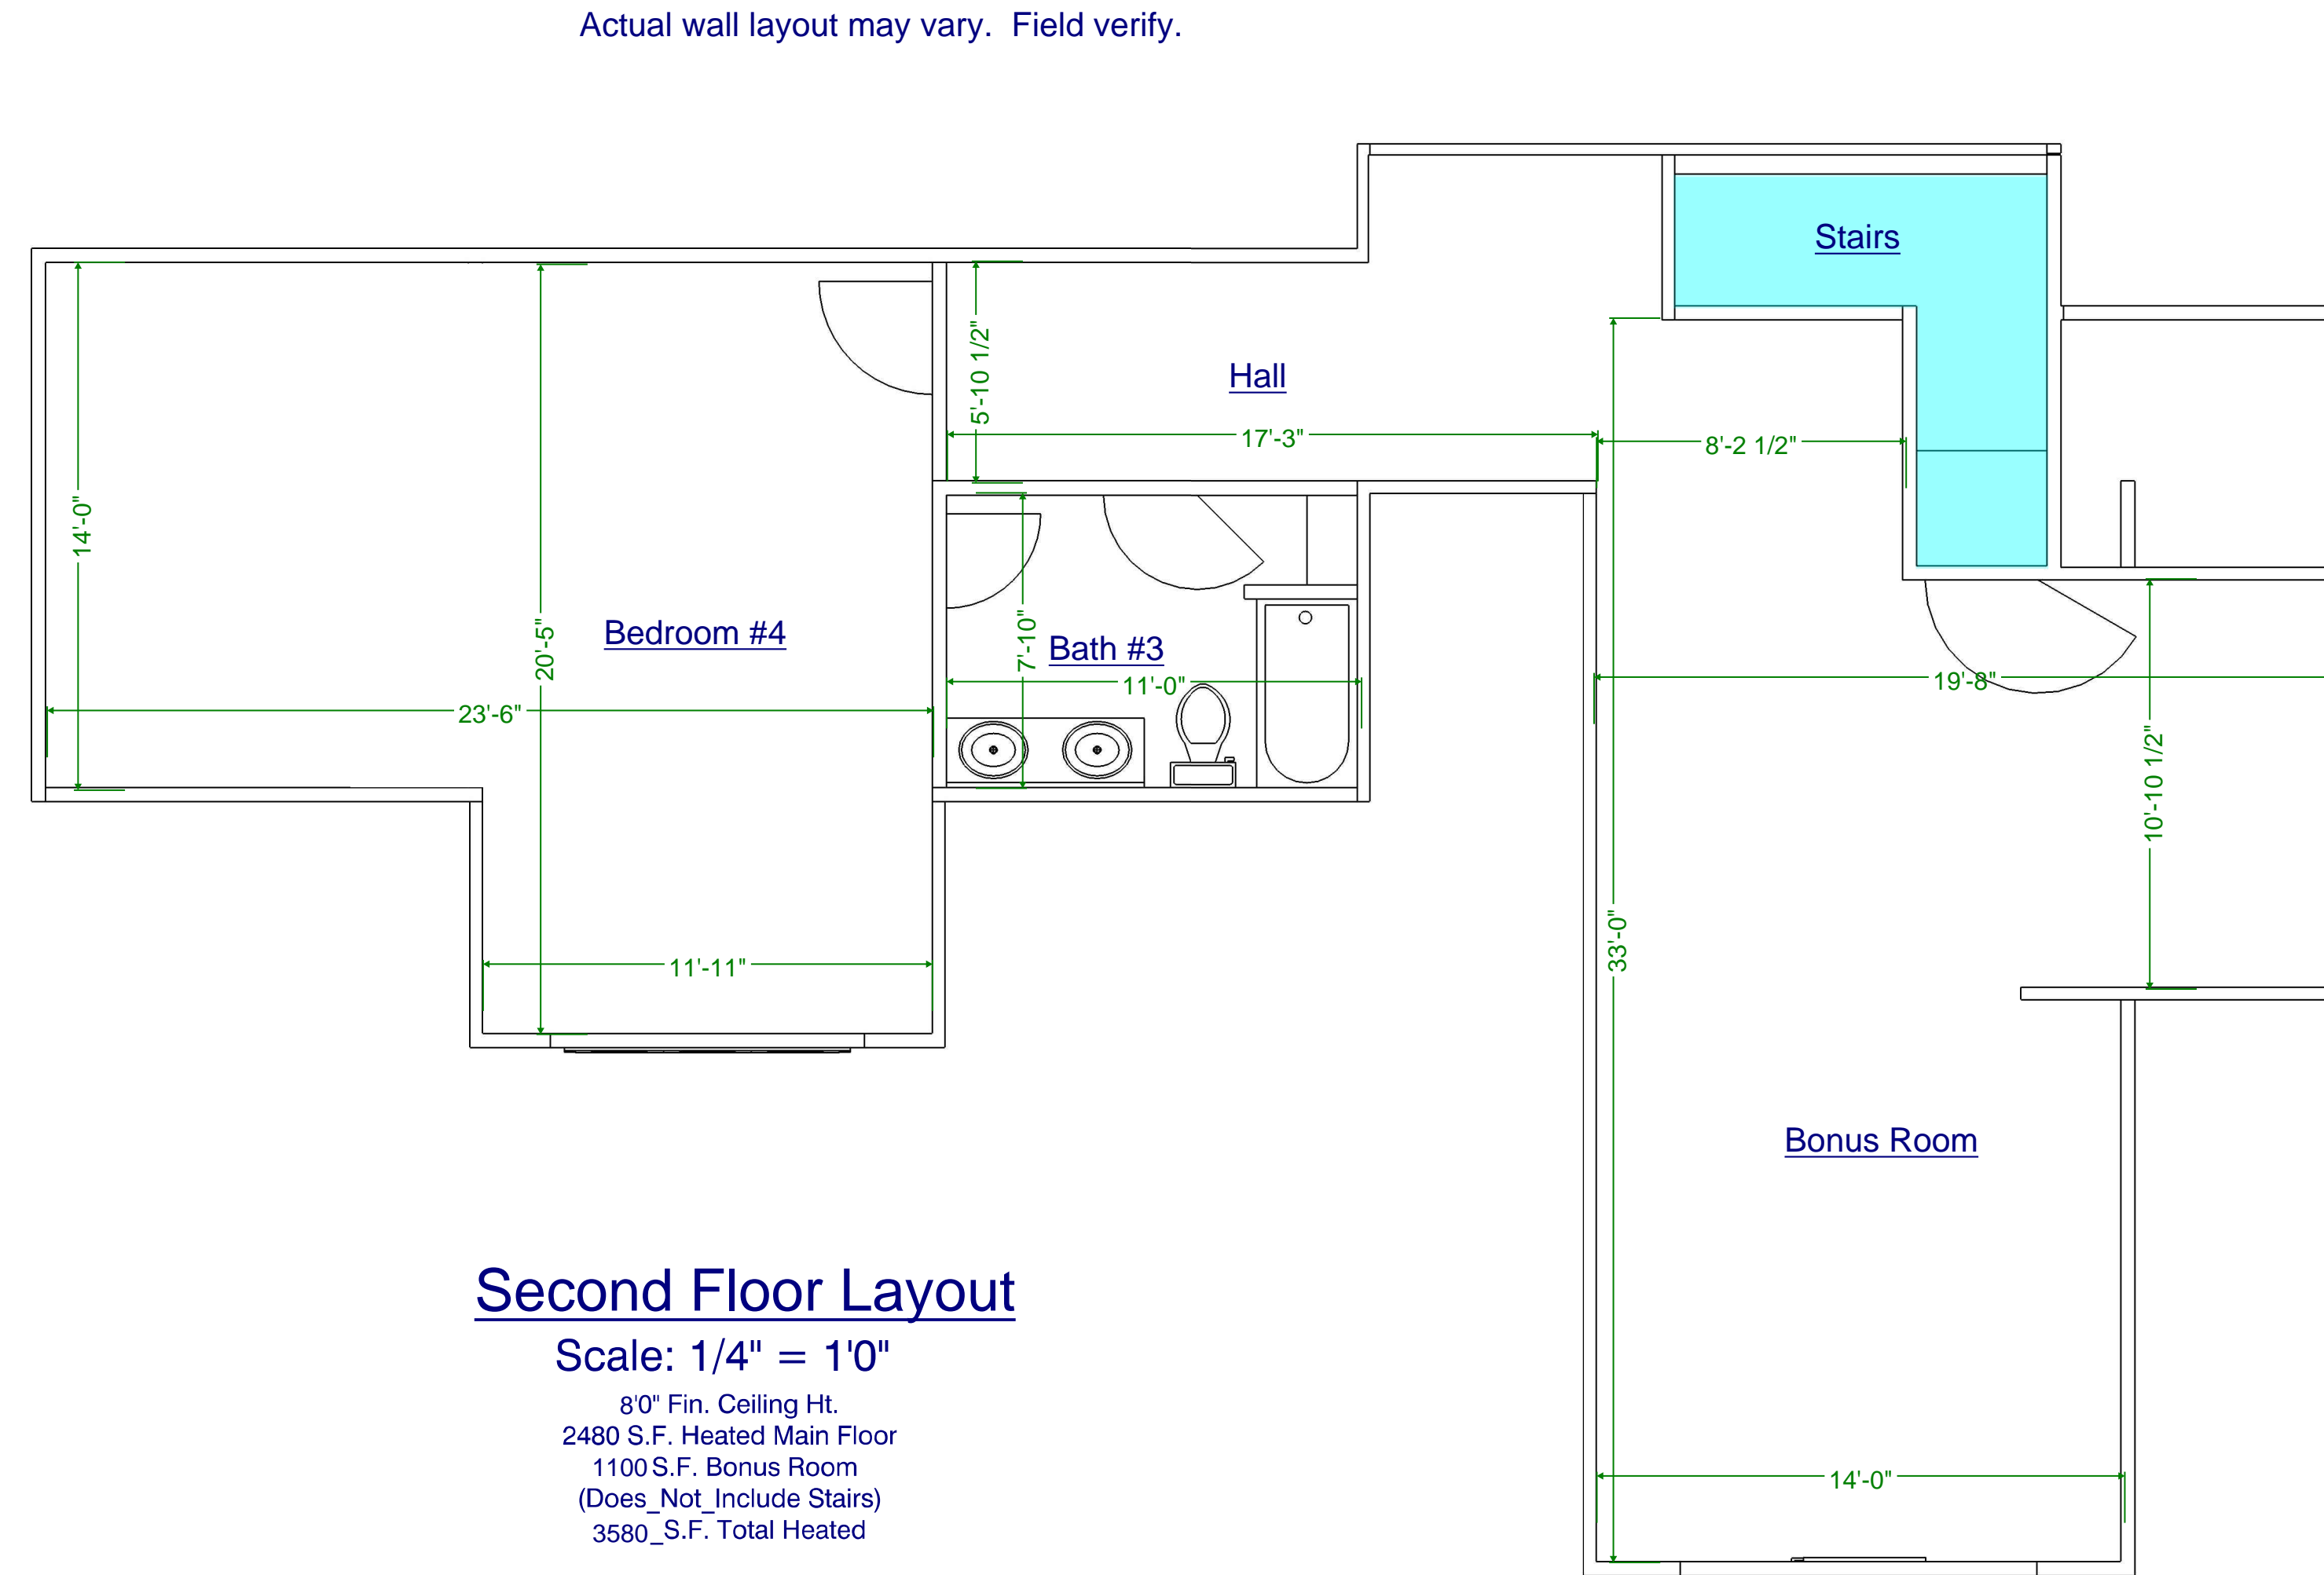 Actual wall layout may vary.  Field verify.
Stairs
5'-10 1/2"
Hall
17'-3"
8'-2 1/2"
14'-0"
20'-5"
Bedroom #4
7'-10"
Bath #3
11'-0"
19'-8"
23'-6"
10'-10 1/2"
33'-0"
11'-11"
Bonus Room
Second Floor Layout
Scale: 1/4" = 1'0"
8'0" Fin. Ceiling Ht.
2480 S.F. Heated Main Floor
1100 S.F. Bonus Room
(Does_Not_Include Stairs)
3580_S.F. Total Heated
14'-0"